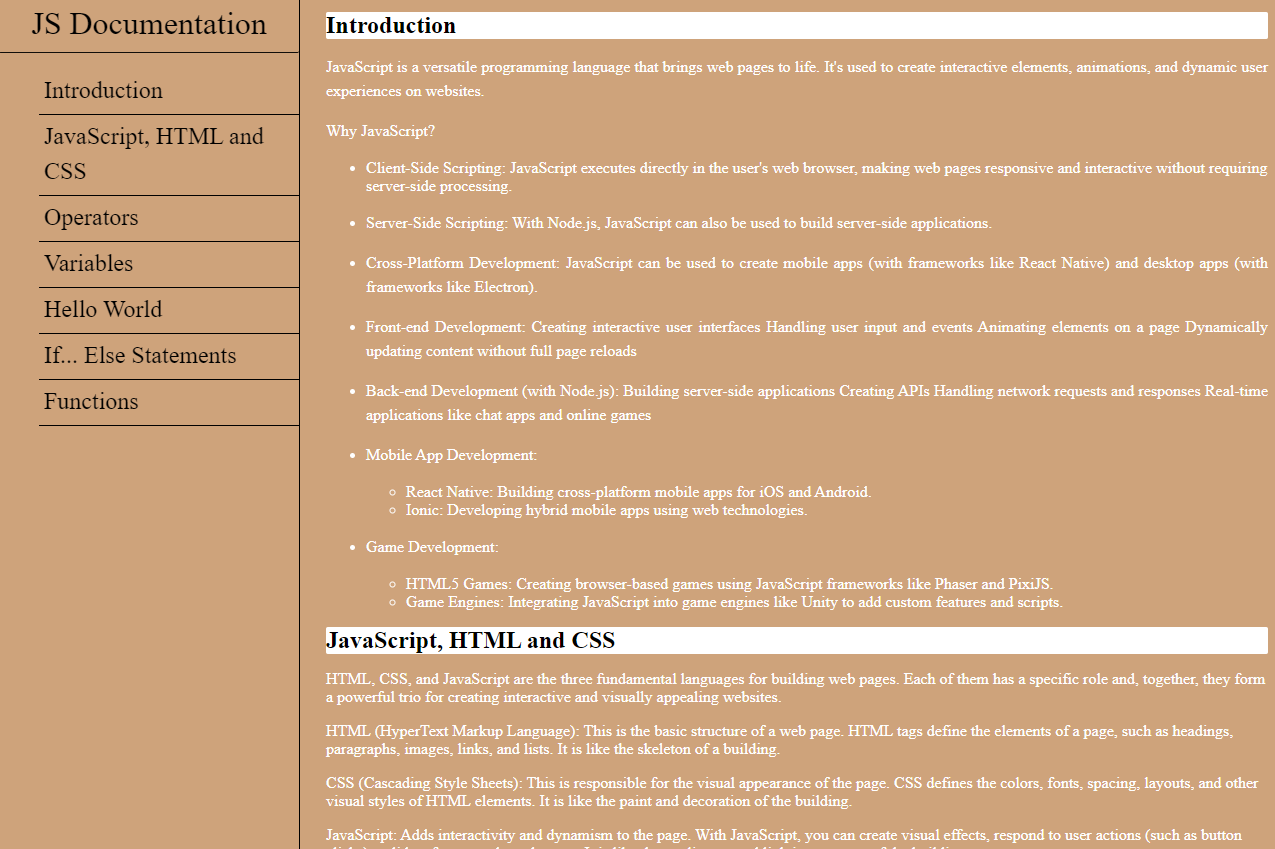 JS Documentation
Introduction
JavaScript, HTML and
CSS
Operators
Variables
Hello World
If... Else Statements
Functions
Introduction
JavaScript is a versatile programming language that brings web pages to life. It's used to create interactive elements, animations, and dynamic user
experiences on websites.
Why JavaScript?
Client-Side Scripting: JavaScript executes directly in the user's web browser, making web pages responsive and interactive without requiring
server-side processing.
Server-Side Scripting: With Node.js, JavaScript can also be used to build server-side applications.
Cross-Platform Development: JavaScript can be used to create mobile apps (with frameworks like React Native) and desktop apps (with
frameworks like Electron).
Front-end Development: Creating interactive user interfaces Handling user input and events Animating elements on a page Dynamically
updating content without full page reloads
Back-end Development (with Node.js): Building server-side applications Creating APIs Handling network requests and responses Real-time
applications like chat apps and online games
Mobile App Development:
React Native: Building cross-platform mobile apps for iOS and Android.
Ionic: Developing hybrid mobile apps using web technologies.
Game Development:
HTML5 Games: Creating browser-based games using JavaScript frameworks like Phaser and PixiJS.
Game Engines: Integrating JavaScript into game engines like Unity to add custom features and scripts.
JavaScript, HTML and CSS
HTML, CSS, and JavaScript are the three fundamental languages for building web pages. Each of them has a specific role and, together, they form
a powerful trio for creating interactive and visually appealing websites.
HTML (HyperText Markup Language): This is the basic structure of a web page. HTML tags define the elements of a page, such as headings,
paragraphs, images, links, and lists. It is like the skeleton of a building.
CSS (Cascading Style Sheets): This is responsible for the visual appearance of the page. CSS defines the colors, fonts, spacing, layouts, and other
visual styles of HTML elements. It is like the paint and decoration of the building.
JavaScript: Adds interactivity and dynamism to the page. With JavaScript, you can create visual effects, respond to user actions (such as button